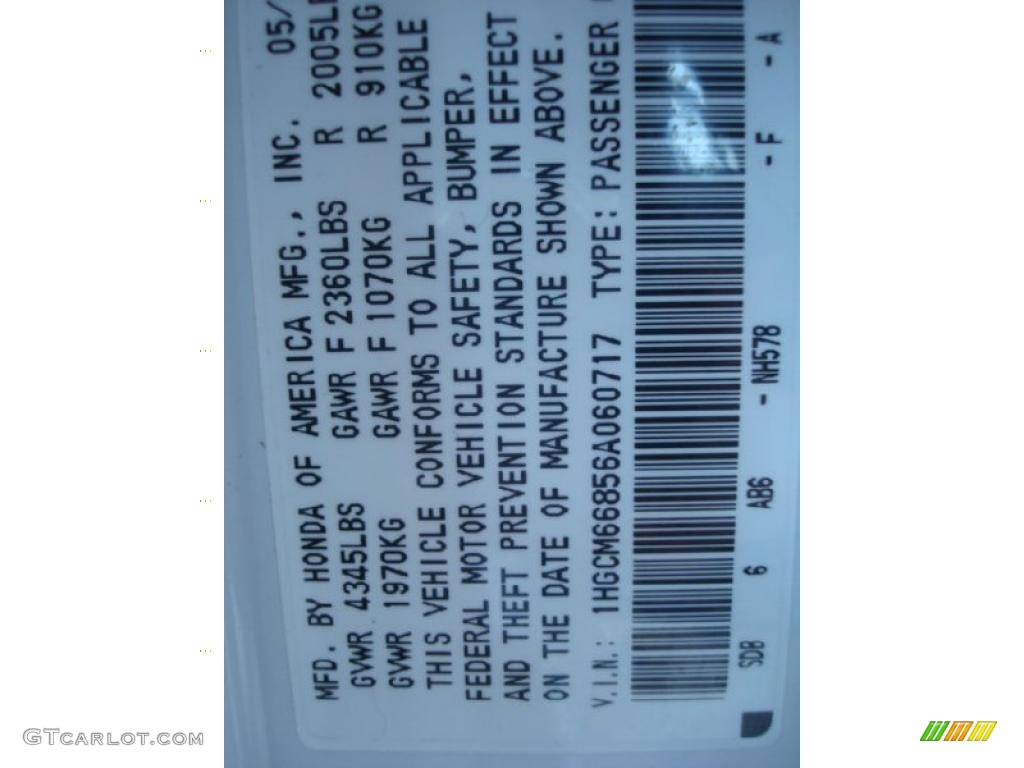 MFD. BY HONDA OF AMERICA MFG., INC. 05/
GVWR 4345LBS GAWR F 2360LBS R 2005LB
GVWR 1970KG GAWR F 1070KG R 910KG
THIS VEHICLE CONFORMS TO ALL APPLICABLE
FEDERAL MOTOR VEHICLE SAFETY, BUMPER,
AND THEFT PREVENTION STANDARDS IN EFFECT
ON THE DATE OF MANUFACTURE SHOWN ABOVE.
V.I.N.: 1HGCM66856A060717 TYPE: PASSENGER
SDB 6 AB6 - NH578 - F - A
GTCARLOT.COM